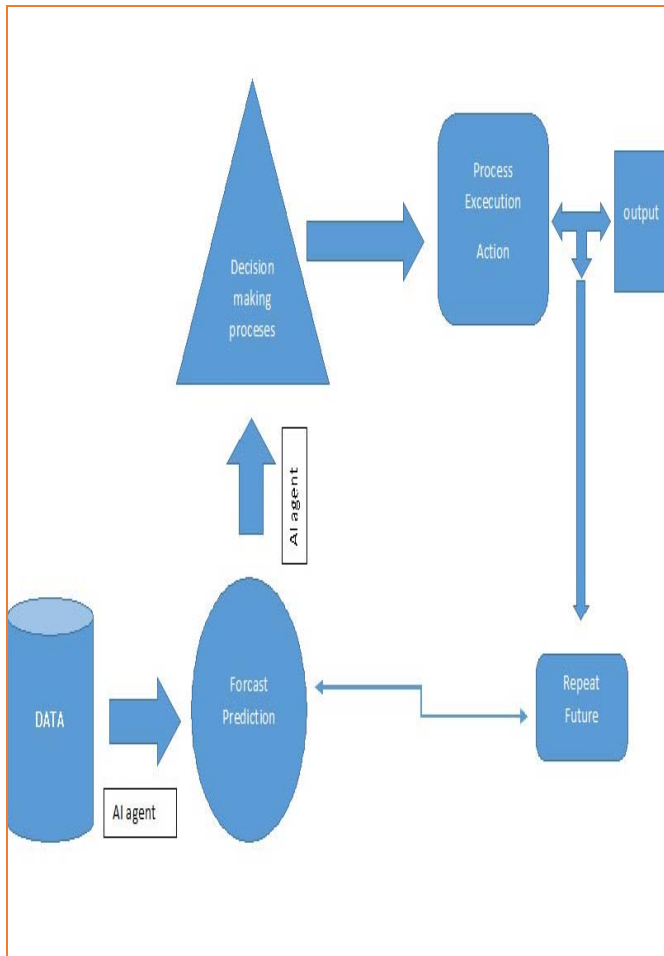 Process
Excecution
Action
output
Decision
making
proceses
AI agent
Forcast
Prediction
DATA
AI agent
Repeat
Future